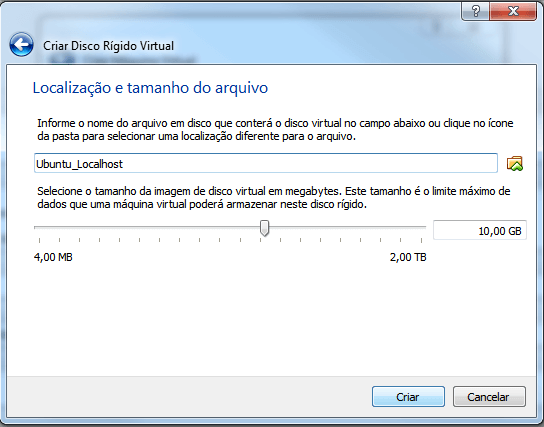 ?
Criar Disco Rígido Virtual
Localização e tamanho do arquivo
Informe o nome do arquivo em disco que conterá o disco virtual no campo abaixo ou clique no ícone
da pasta para selecionar uma localização diferente para o arquivo.
Ubuntu_Localhost
Selecione o tamanho da imagem de disco virtual em megabytes. Este tamanho é o limite máximo de
dados que uma máquina virtual poderá armazenar neste disco rígido.
10,00 GB
4,00 MB 2,00 TB
Criar Cancelar